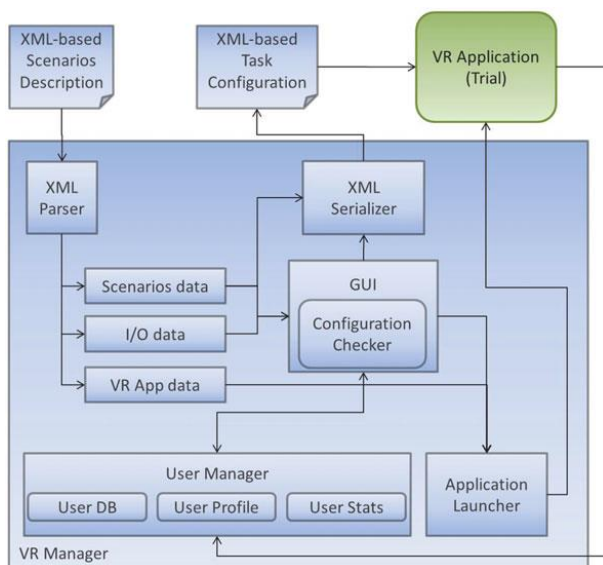 XML-based
Scenarios
Description
XML-based
Task
Configuration
VR Application
(Trial)
XML
Parser
XML
Serializer
Scenarios data
I/O data
VR App data
GUI
Configuration
Checker
User Manager
User DB
User Profile
User Stats
Application
Launcher
VR Manager